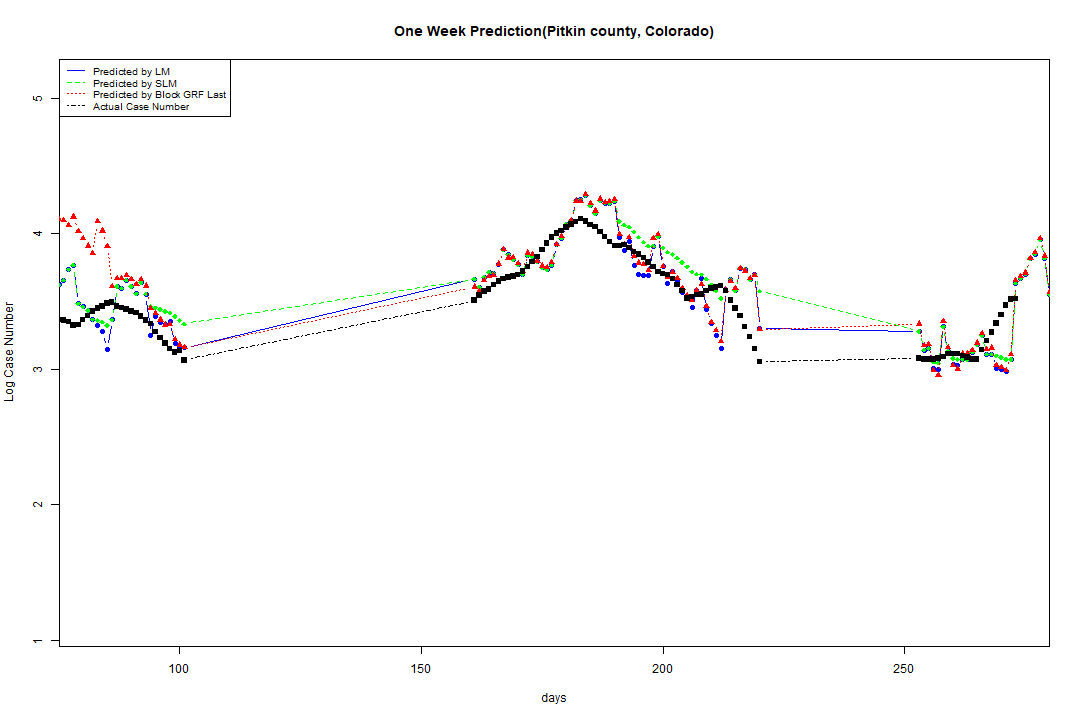 One Week Prediction(Pitkin county, Colorado)
Predicted by LM
Predicted by SLM
Predicted by Block GRF Last
Actual Case Number
5
4
3
2
1
Log Case Number
100
150
200
250
days